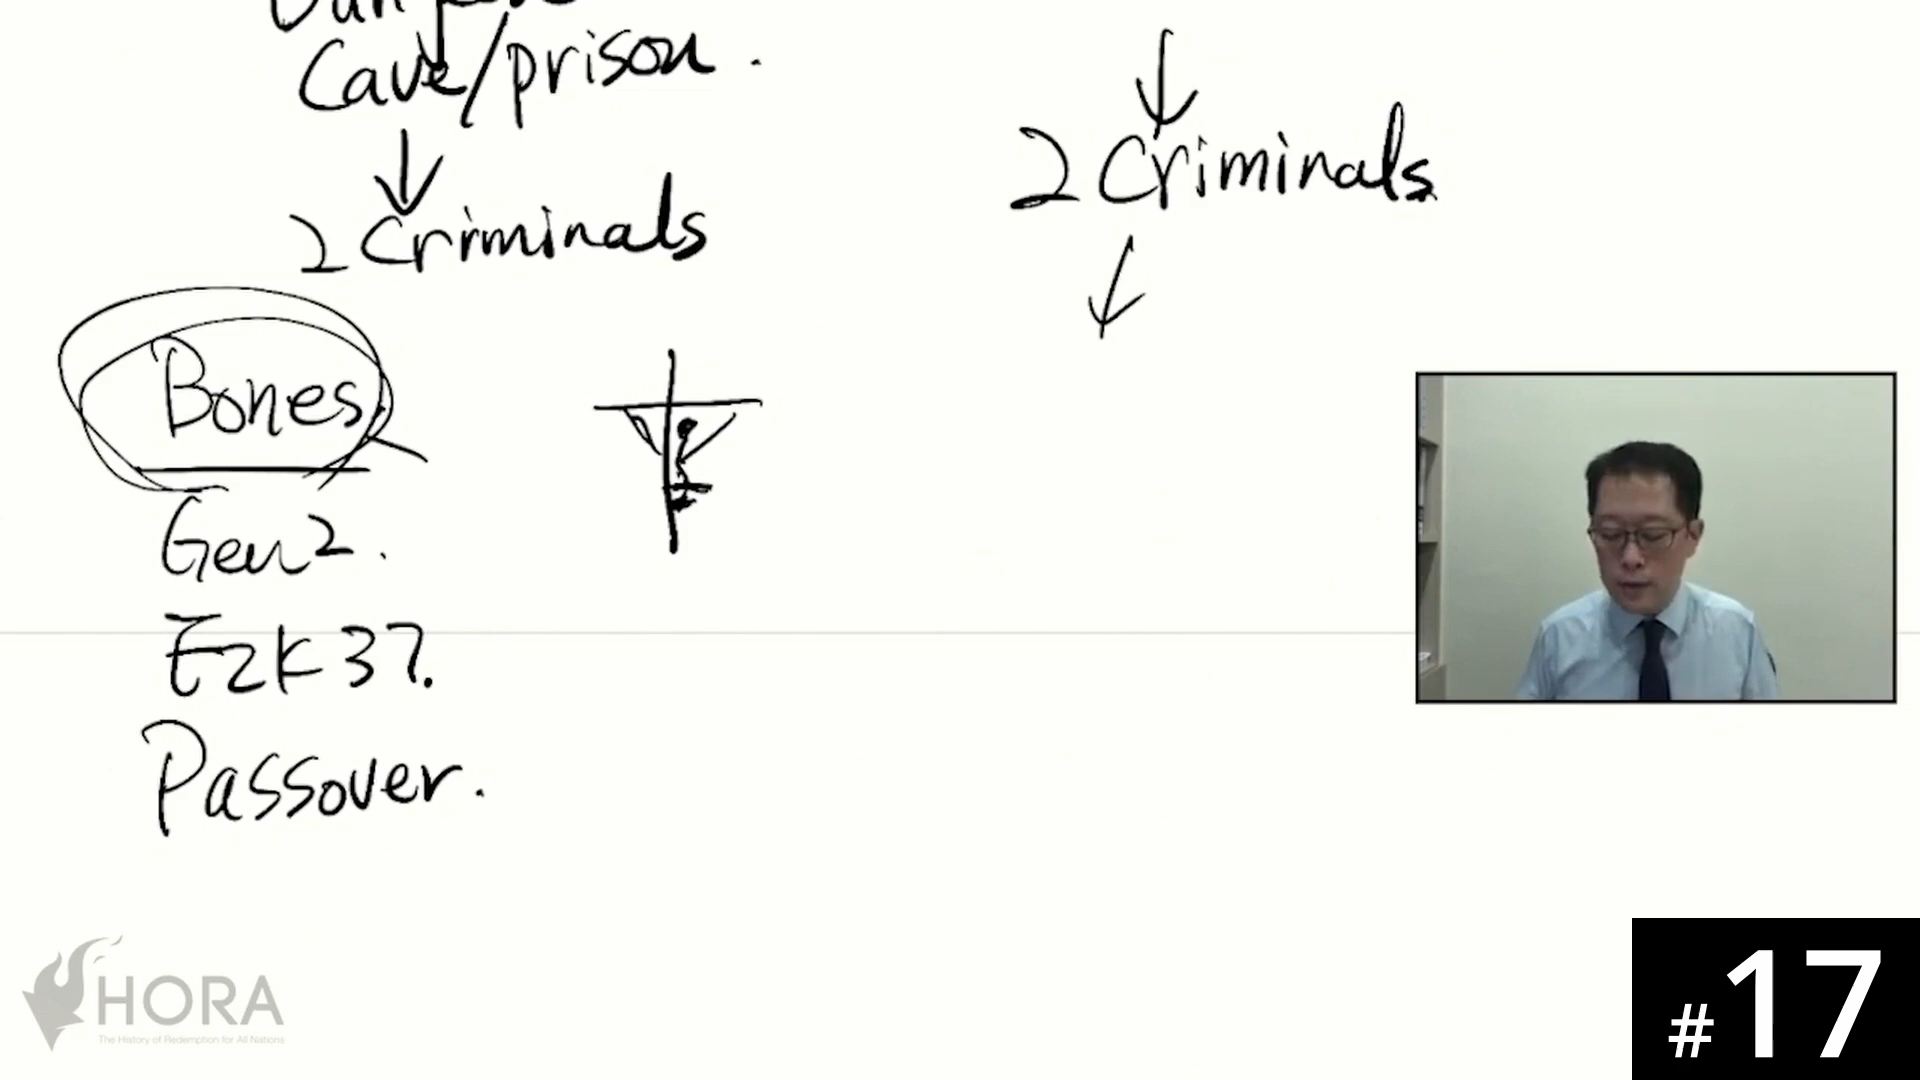 Cave/prison.
2 Criminals
2 Criminals
Bones
Gen 2.
Ezk 37.
Passover.
HORA
The History of Redemption for All Nations
#17